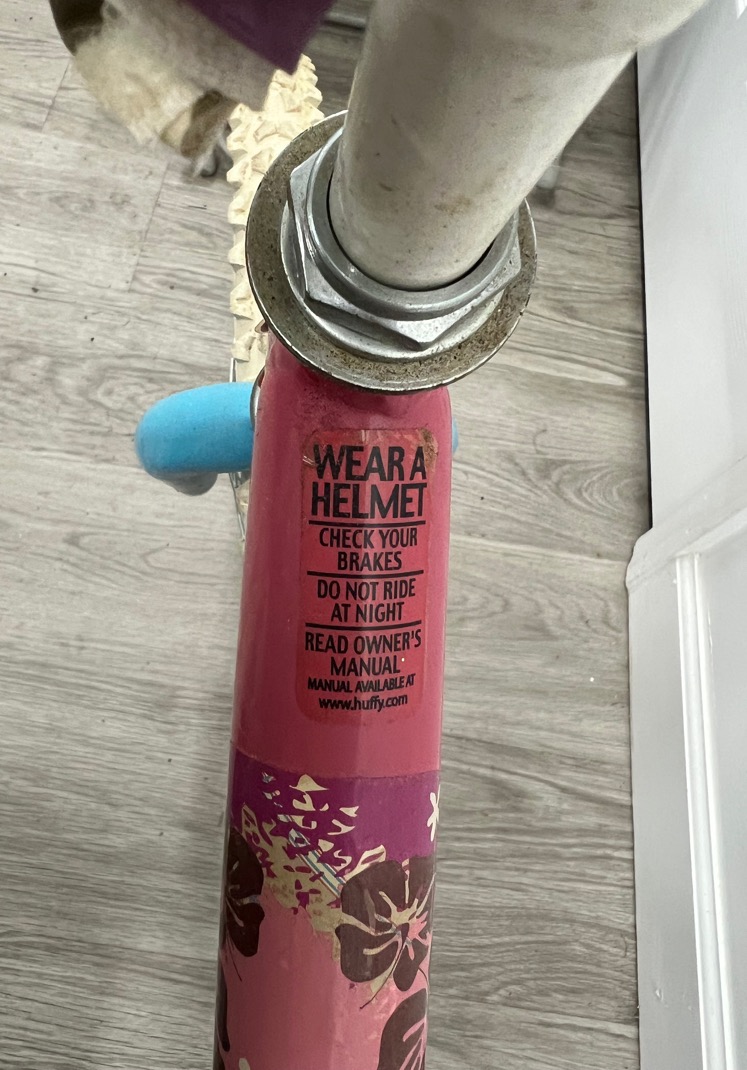 WEAR A
HELMET
CHECK YOUR
BRAKES
DO NOT RIDE
AT NIGHT
READ OWNER'S
MANUAL
MANUAL AVAILABLE AT
www.huffy.com